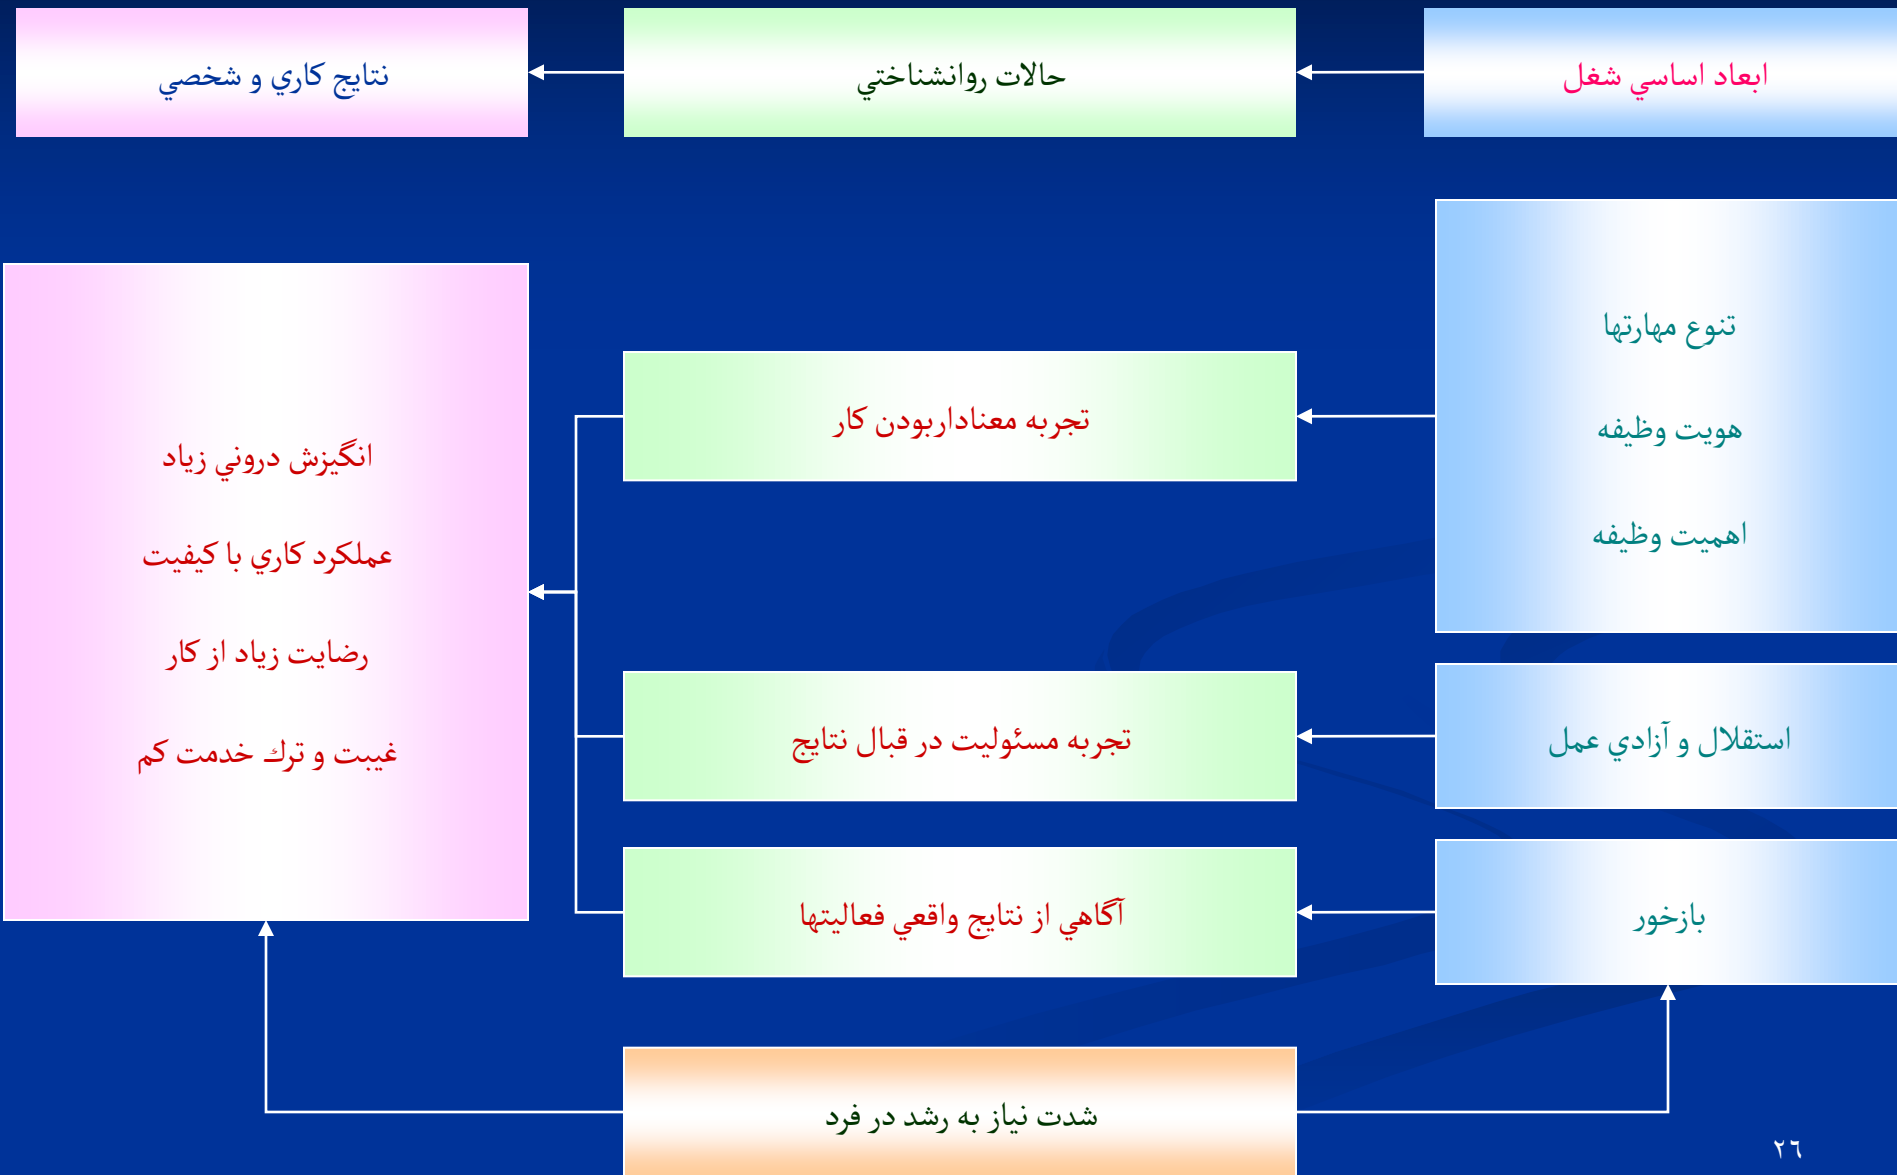 ابعاد اساسي شغل
حالات روانشناختي
نتايج كاري و شخصي
تنوع مهارتها
هويت وظيفه
اهميت وظيفه
تجربه معناداربودن كار
انگيزش دروني زياد
عملكرد كاري با كيفيت
رضايت زياد از كار
غيبت و ترك خدمت كم
استقلال و آزادي عمل
تجربه مسئوليت در قبال نتايج
بازخور
آگاهي از نتايج واقعي فعاليتها
شدت نياز به رشد در فرد
٢٦